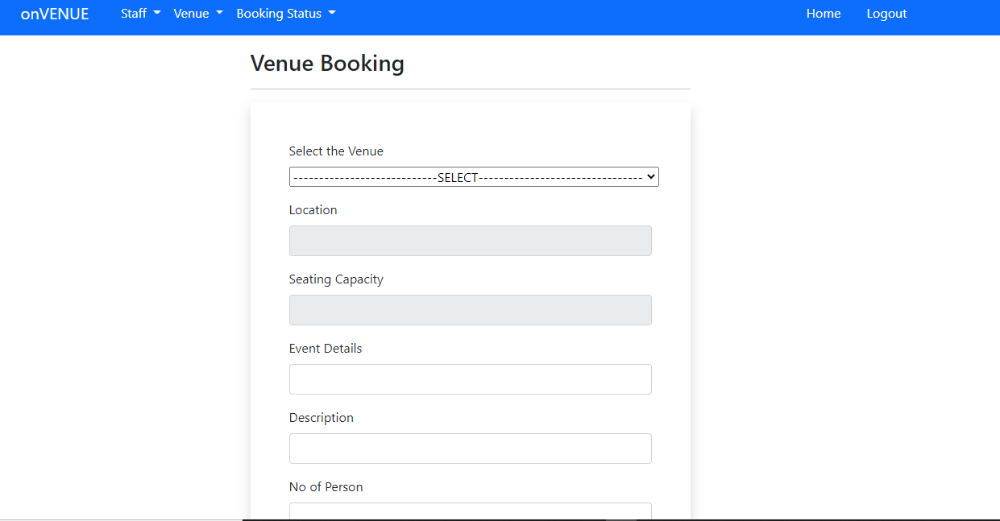 onVENUE Staff Venue Booking Status Home Logout
Venue Booking
Select the Venue
----------------------------SELECT--------------------------------
Location
Seating Capacity
Event Details
Description
No of Person